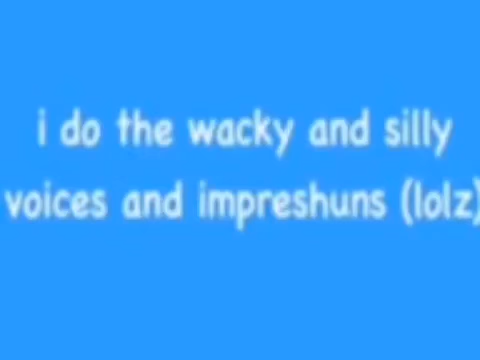 i do the wacky and silly
voices and impreshuns (lolz)